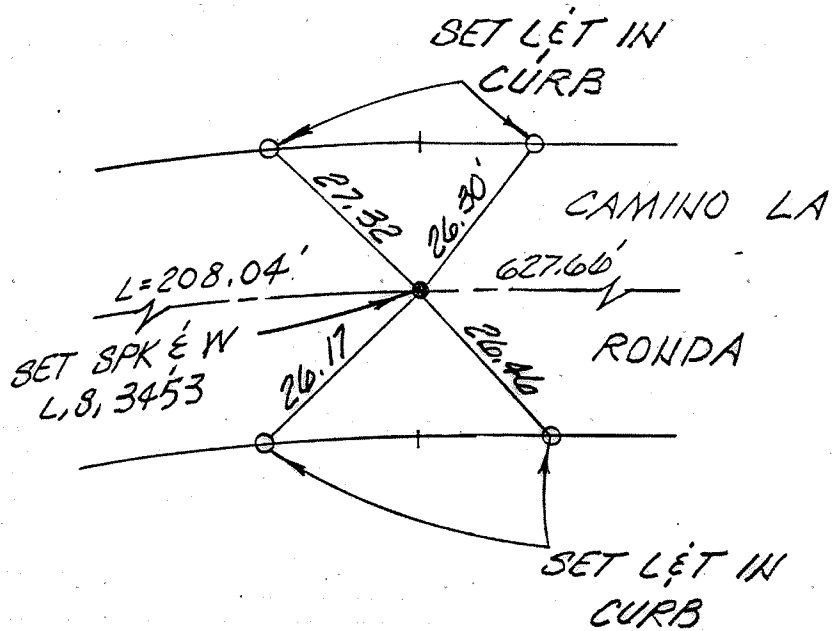 SET L&T IN
CURB
27.32
26.30'
CAMINO LA
L=208.04'
627.66'
SET SPK & W
L,S, 3453
26.17
26.46
RONDA
SET L&T IN
CURB